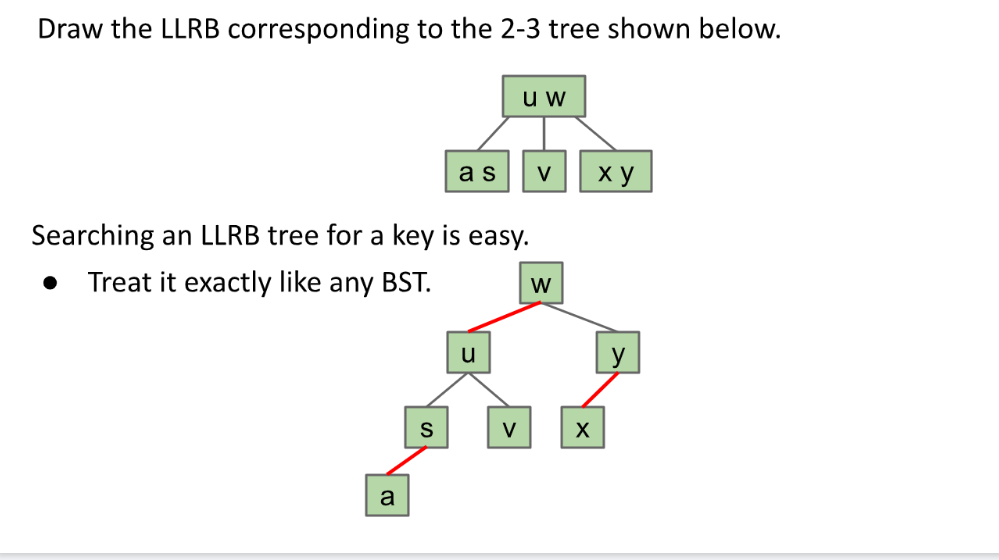 Draw the LLRB corresponding to the 2-3 tree shown below.
u w
a s v x y
Searching an LLRB tree for a key is easy.
● Treat it exactly like any BST.
w
u y
s v x
a